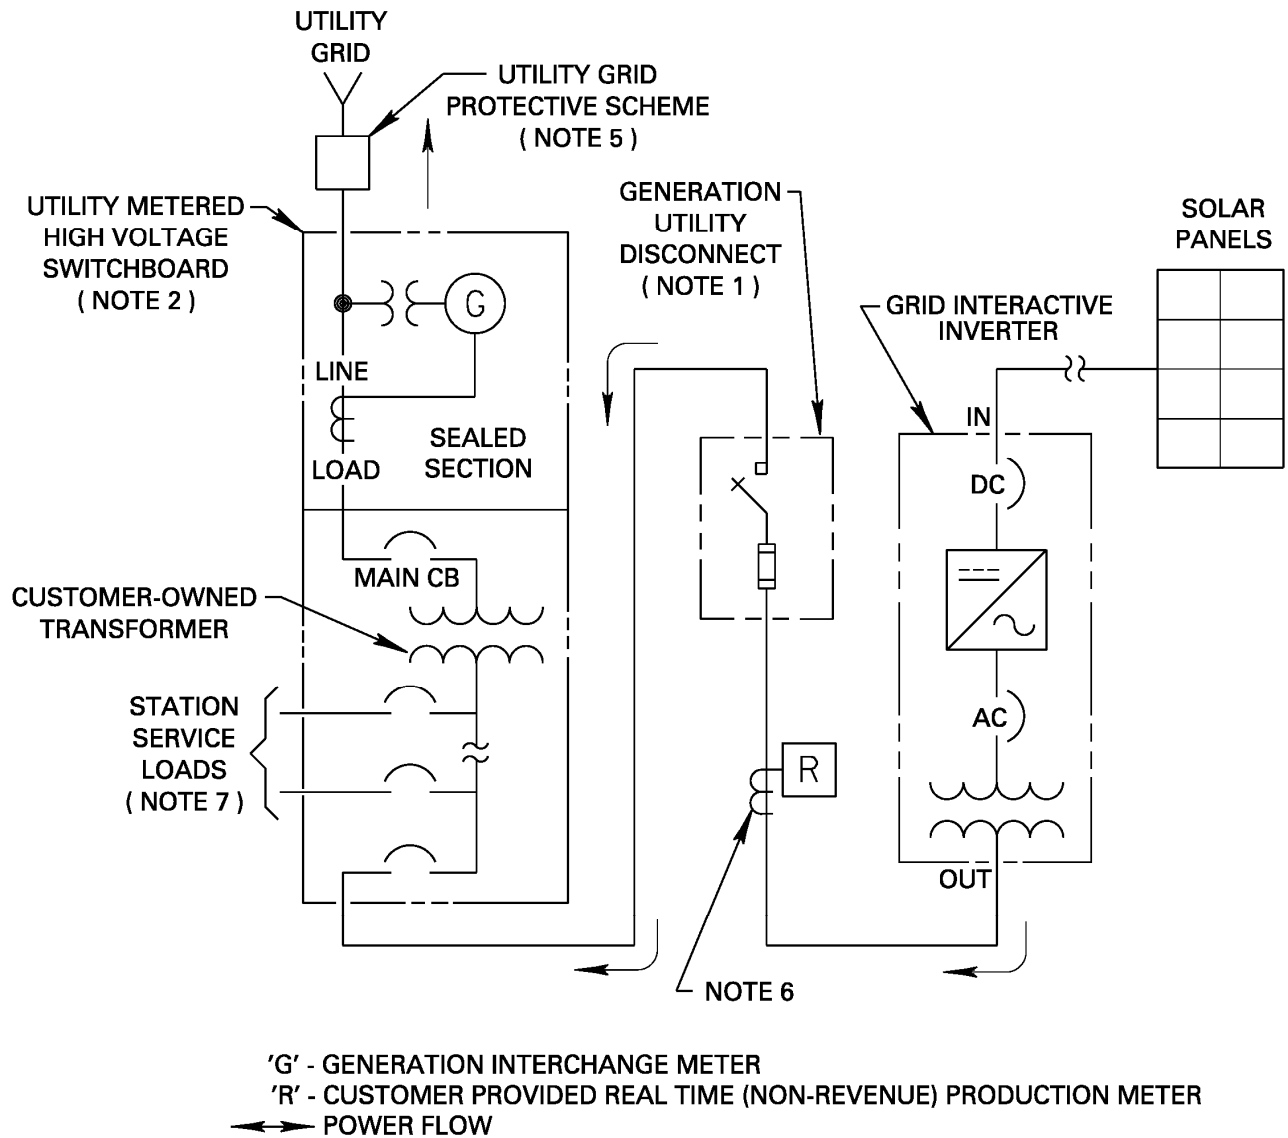 UTILITY
GRID
UTILITY GRID
PROTECTIVE SCHEME
( NOTE 5 )
UTILITY METERED
HIGH VOLTAGE
SWITCHBOARD
( NOTE 2 )
GENERATION
UTILITY
DISCONNECT
( NOTE 1 )
SOLAR
PANELS
GRID INTERACTIVE
INVERTER
G
LINE
LOAD
SEALED
SECTION
IN
DC
MAIN CB
CUSTOMER-OWNED
TRANSFORMER
STATION
SERVICE
LOADS
( NOTE 7 )
AC
R
OUT
NOTE 6
'G' - GENERATION INTERCHANGE METER
'R' - CUSTOMER PROVIDED REAL TIME (NON-REVENUE) PRODUCTION METER
POWER FLOW